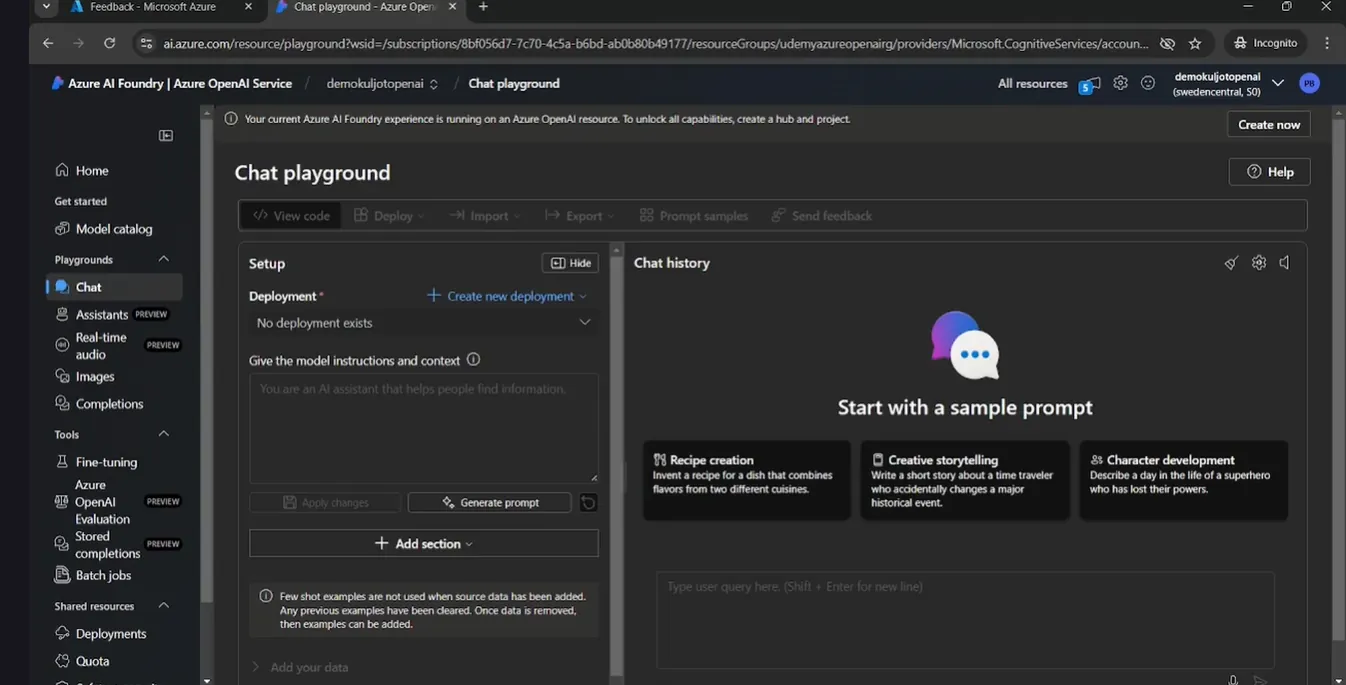 Feedback - Microsoft Azure
Chat playground - Azure Open
ai.azure.com/resource/playground?wsid=/subscriptions/8bf056d7-7c70-4c5a-b6bd-ab0b80b49177/resourceGroups/udemyazureopenairg/providers/Microsoft.CognitiveServices/accoun...
Incognito
Azure AI Foundry | Azure OpenAI Service / demokuljotopenai / Chat playground
All resources
5
demokuljotopenai
(swedencentral, S0)
PB
Your current Azure AI Foundry experience is running on an Azure OpenAI resource. To unlock all capabilities, create a hub and project.
Create now
Home
Get started
Model catalog
Playgrounds
Chat
Assistants PREVIEW
Real-time
audio
PREVIEW
Images
Completions
Tools
Fine-tuning
Azure
OpenAI
Evaluation
PREVIEW
Stored
completions
PREVIEW
Batch jobs
Shared resources
Deployments
Quota
Chat playground
Help
View code
Deploy
Import
Export
Prompt samples
Send feedback
Setup
Hide
Deployment*
Create new deployment
No deployment exists
Give the model instructions and context
You are an AI assistant that helps people find information.
Apply changes
Generate prompt
Add section
Few shot examples are not used when source data has been added.
Any previous examples have been cleared. Once data is removed,
then examples can be added.
Add your data
Chat history
Start with a sample prompt
Recipe creation
Invent a recipe for a dish that combines
flavors from two different cuisines.
Creative storytelling
Write a short story about a time traveler
who accidentally changes a major
historical event.
Character development
Describe a day in the life of a superhero
who has lost their powers.
Type user query here. (Shift + Enter for new line)